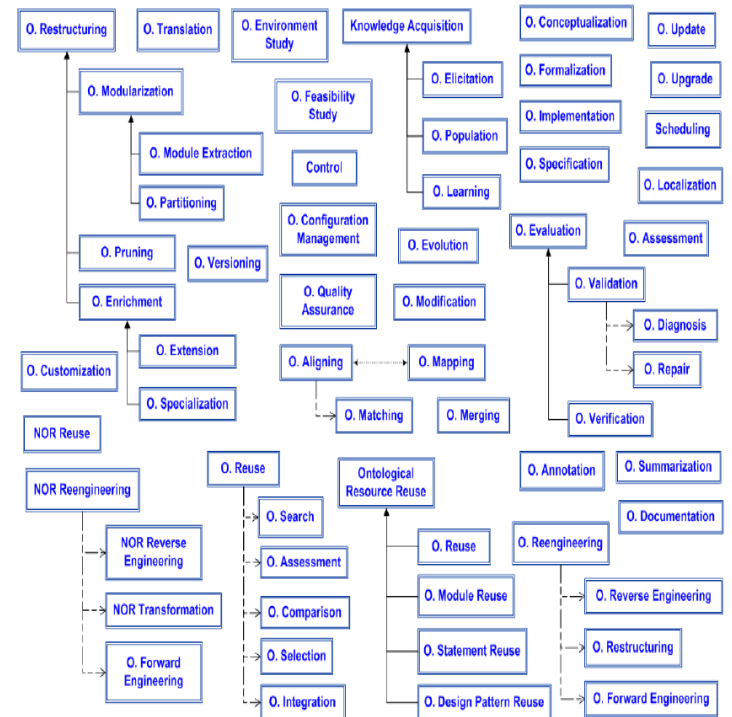 O. Restructuring
O. Translation
O. Environment
Study
Knowledge Acquisition
O. Conceptualization
O. Update
O. Modularization
O. Feasibility
Study
O. Elicitation
O. Formalization
O. Upgrade
O. Module Extraction
Control
O. Population
O. Implementation
Scheduling
O. Partitioning
O. Learning
O. Specification
O. Localization
O. Pruning
O. Versioning
O. Configuration
Management
O. Evolution
O. Evaluation
O. Assessment
O. Enrichment
O. Quality
Assurance
O. Modification
O. Validation
O. Diagnosis
O. Extension
O. Customization
O. Aligning
O. Mapping
O. Repair
O. Specialization
O. Matching
O. Merging
O. Verification
NOR Reuse
NOR Reengineering
O. Reuse
Ontological
Resource Reuse
O. Annotation
O. Summarization
O. Documentation
NOR Reverse
Engineering
O. Search
O. Reuse
O. Reengineering
O. Assessment
NOR Transformation
O. Comparison
O. Module Reuse
O. Reverse Engineering
O. Forward
Engineering
O. Selection
O. Statement Reuse
O. Restructuring
O. Integration
O. Design Pattern Reuse
O. Forward Engineering